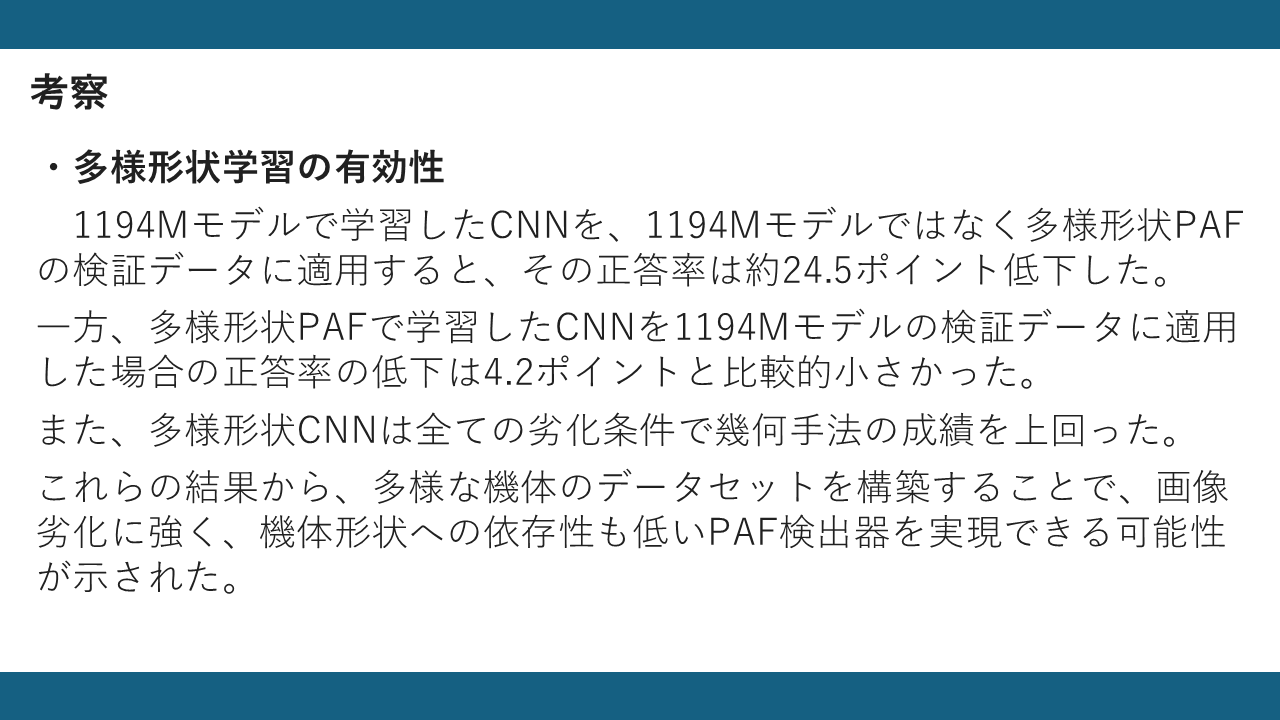 考察
・多様形状学習の有効性
　1194Mモデルで学習したCNNを、1194Mモデルではなく多様形状PAF
の検証データに適用すると、その正答率は約24.5ポイント低下した。
一方、多様形状PAFで学習したCNNを1194Mモデルの検証データに適用
した場合の正答率の低下は4.2ポイントと比較的小さかった。
また、多様形状CNNは全ての劣化条件で幾何手法の成績を上回った。
これらの結果から、多様な機体のデータセットを構築することで、画像
劣化に強く、機体形状への依存性も低いPAF検出器を実現できる可能性
が示された。